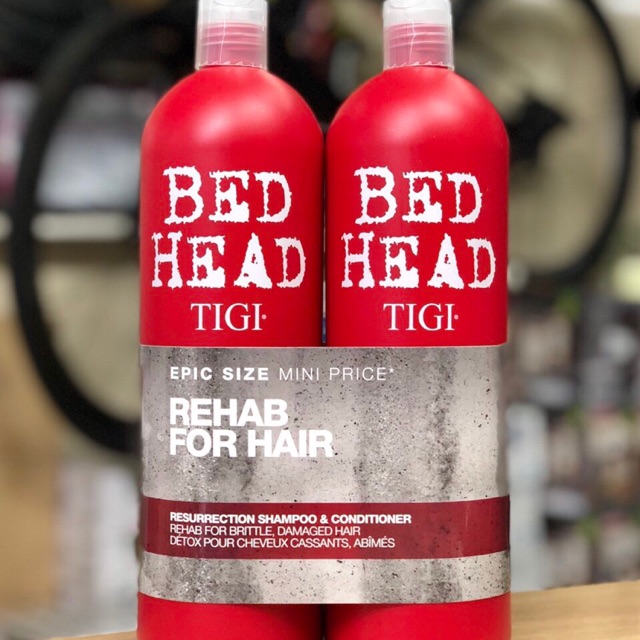 BED
HEAD
TIGI®
BED
HEAD
TIGI®
EPIC SIZE MINI PRICE*
REHAB
FOR HAIR
RESURRECTION SHAMPOO & CONDITIONER
REHAB FOR BRITTLE, DAMAGED HAIR
DÉTOX POUR CHEVEUX CASSANTS, ABÎMÉS